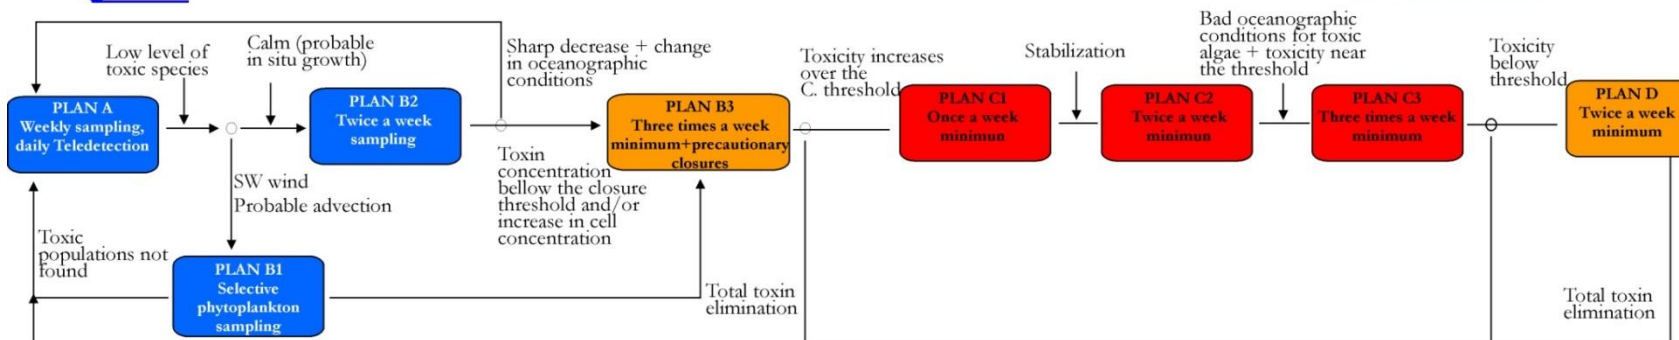 Low level of
toxic species
Calm (probable
in situ growth)
Sharp decrease + change
in oceanographic
conditions
Toxicity increases
over the
C. threshold
Stabilization
Bad oceanographic
conditions for toxic
algae + toxicity near
the threshold
Toxicity
below
threshold
PLAN A
Weekly sampling,
daily Teledetection
PLAN B2
Twice a week
sampling
PLAN B3
Three times a week
minimum+precautionary
closures
PLAN C1
Once a week
minimun
PLAN C2
Twice a week
minimun
PLAN C3
Three times a week
minimum
PLAN D
Twice a week
minimum
SW wind
Probable advection
Toxin
concentration
bellow the closure
threshold and/or
increase in cell
concentration
Toxic
populations not
found
PLAN B1
Selective
phytoplankton
sampling
Total toxin
elimination
Total toxin
elimination